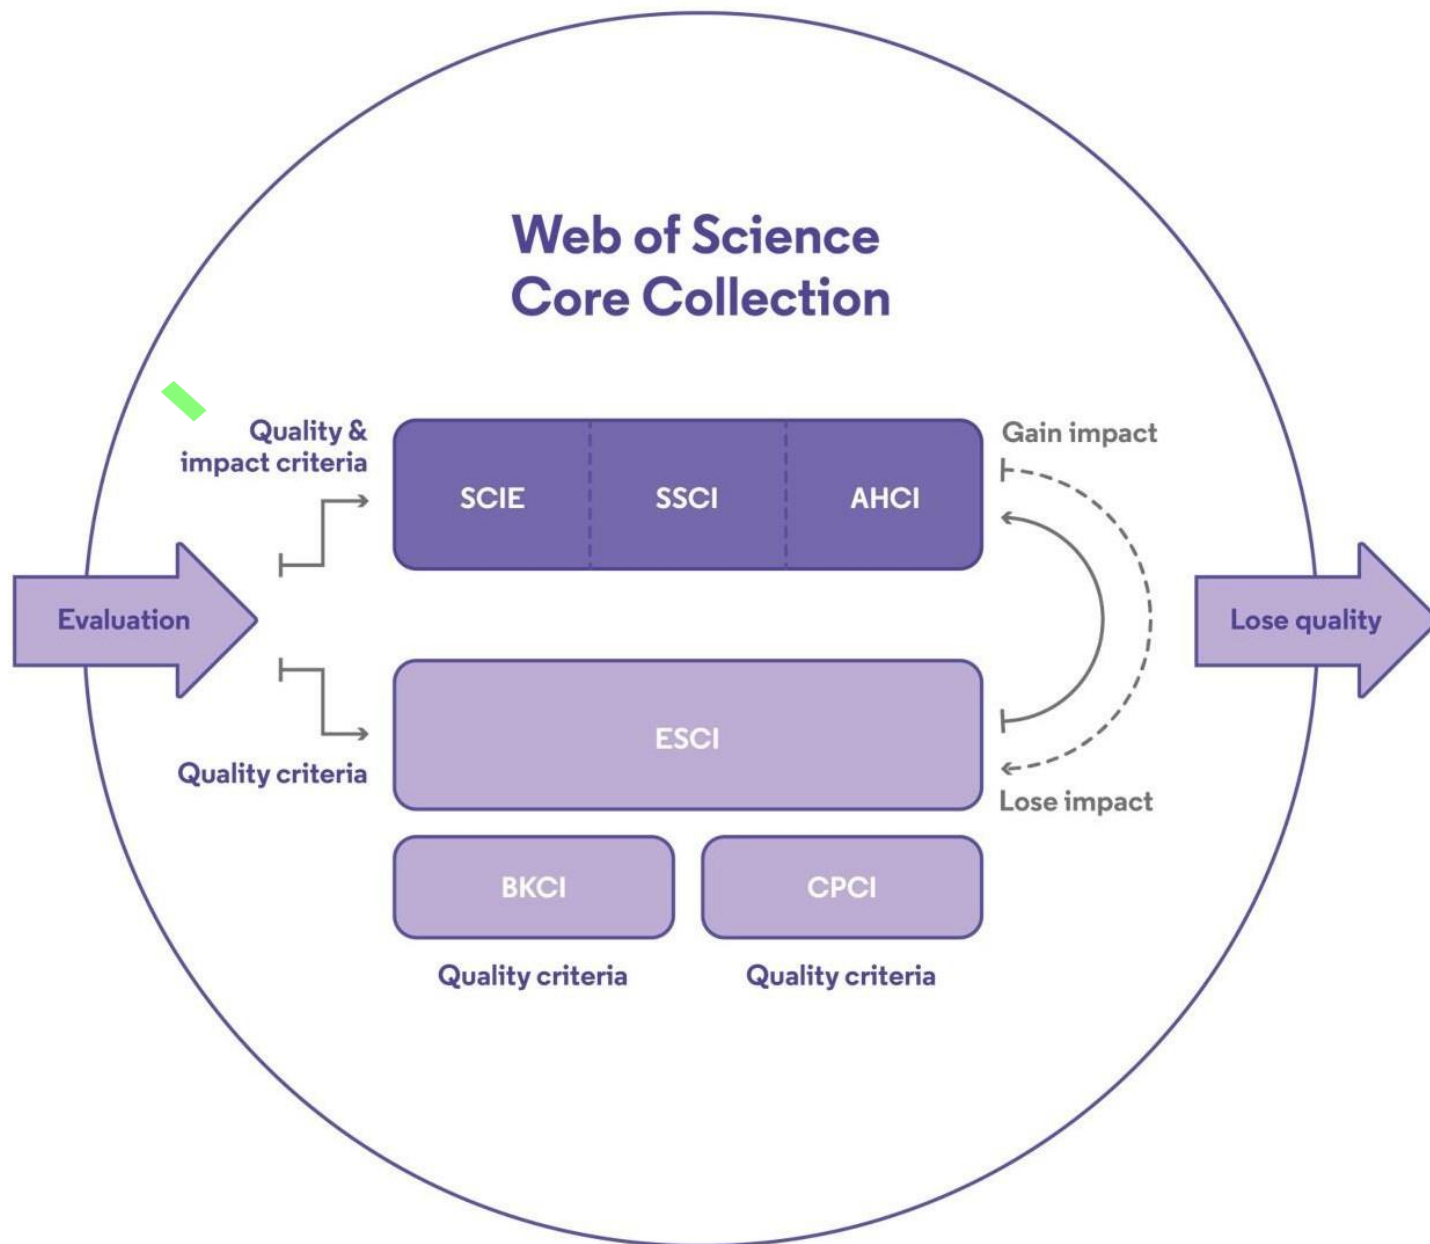 Web of Science
Core Collection
Quality &
impact criteria
SCIE
SSCI
AHCI
Gain impact
Evaluation
Lose quality
ESCI
Quality criteria
Lose impact
BKCI
CPCI
Quality criteria
Quality criteria